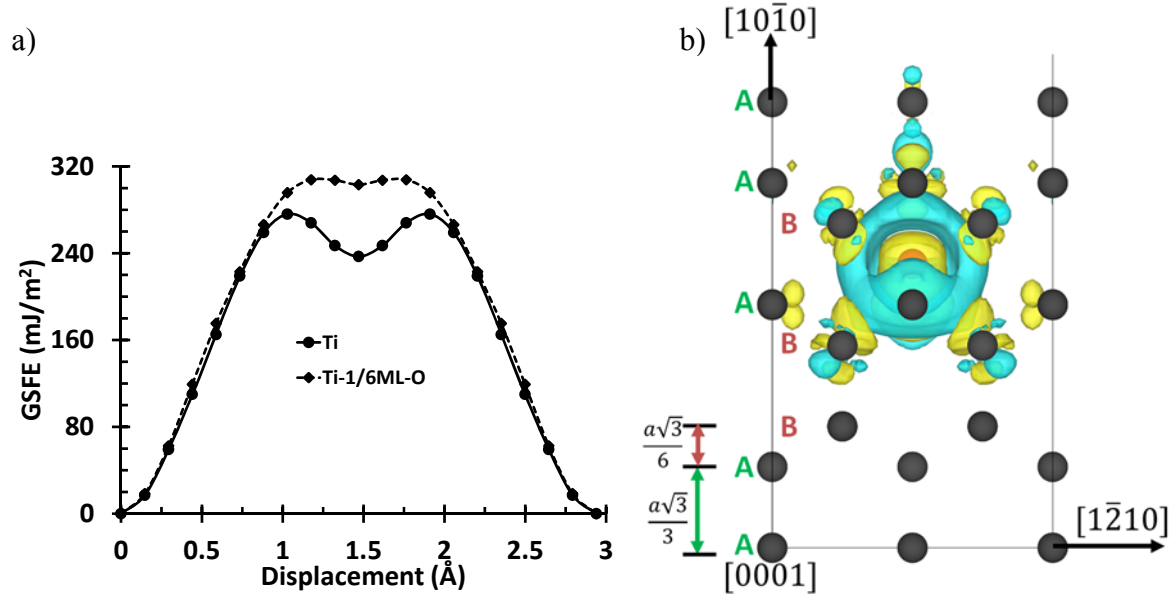 a)
GSFE (mJ/m²)
320
240
160
80
0
Ti
Ti-1/6ML-O
0 0.5 1 1.5 2 2.5 3
Displacement (Å)
b)
[101̅0]
A
A
B
A
B
B
A
A
a√3/6
a√3/3
[0001]
[12̅10]